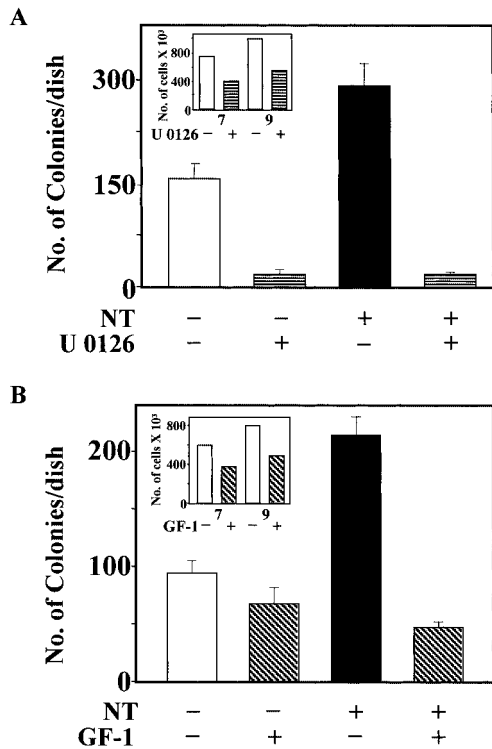 A
No. of Colonies/dish
300
150
0
No. of cells X 10³
800
400
0
7 9
U 0126 − + − +
NT − − + +
U 0126 − + − +
B
No. of Colonies/dish
200
100
0
No. of cells X 10³
800
400
0
7 9
GF-1 − + − +
NT − − + +
GF-1 − + − +